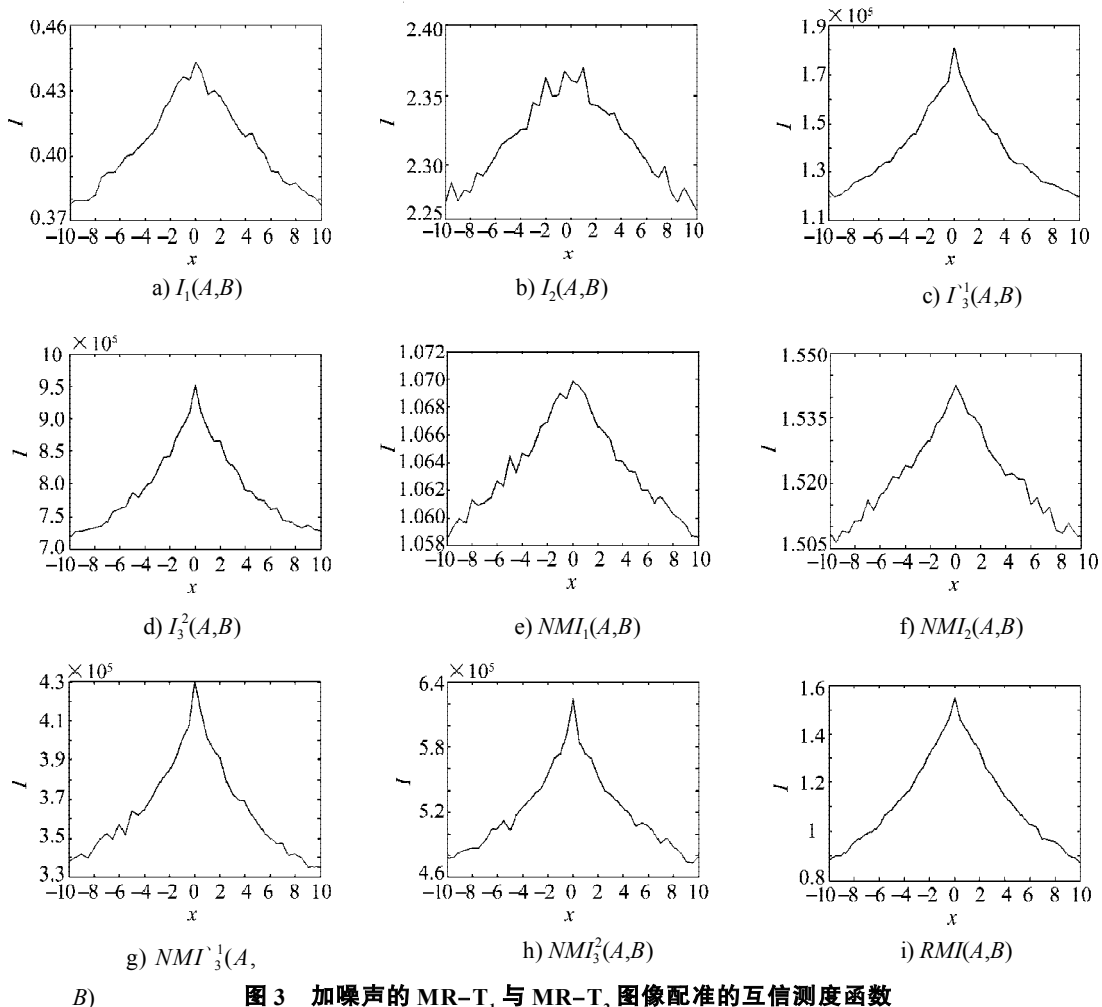 0.46
0.43
0.40
0.37
I
−10 −8 −6 −4 −2 0 2 4 6 8 10
x
a) I₁(A,B)
2.40
2.35
2.30
2.25
I
−10 −8 −6 −4 −2 0 2 4 6 8 10
x
b) I₂(A,B)
×10⁵
1.9
1.7
1.5
1.3
1.1
I
−10 −8 −6 −4 −2 0 2 4 6 8 10
x
c) I`₃¹(A,B)
×10⁵
10
9.5
9.0
8.5
8.0
7.5
7.0
I
−10 −8 −6 −4 −2 0 2 4 6 8 10
x
d) I₃²(A,B)
1.072
1.070
1.066
1.064
1.062
1.060
1.058
I
−10 −8 −6 −4 −2 0 2 4 6 8 10
x
e) NMI₁(A,B)
1.550
1.535
1.520
1.505
I
−10 −8 −6 −4 −2 0 2 4 6 8 10
x
f) NMI₂(A,B)
×10⁵
4.3
4.1
3.9
3.7
3.5
3.3
I
−10 −8 −6 −4 −2 0 2 4 6 8 10
x
g) NMI`₃¹(A,
B)
×10⁵
6.4
5.8
5.2
4.6
I
−10 −8 −6 −4 −2 0 2 4 6 8 10
x
h) NMI₃²(A,B)
1.6
1.4
1
0.8
I
−10 −8 −6 −4 −2 0 2 4 6 8 10
x
i) RMI(A,B)
图 3 加噪声的 MR−T₁ 与 MR−T₂ 图像配准的互信测度函数